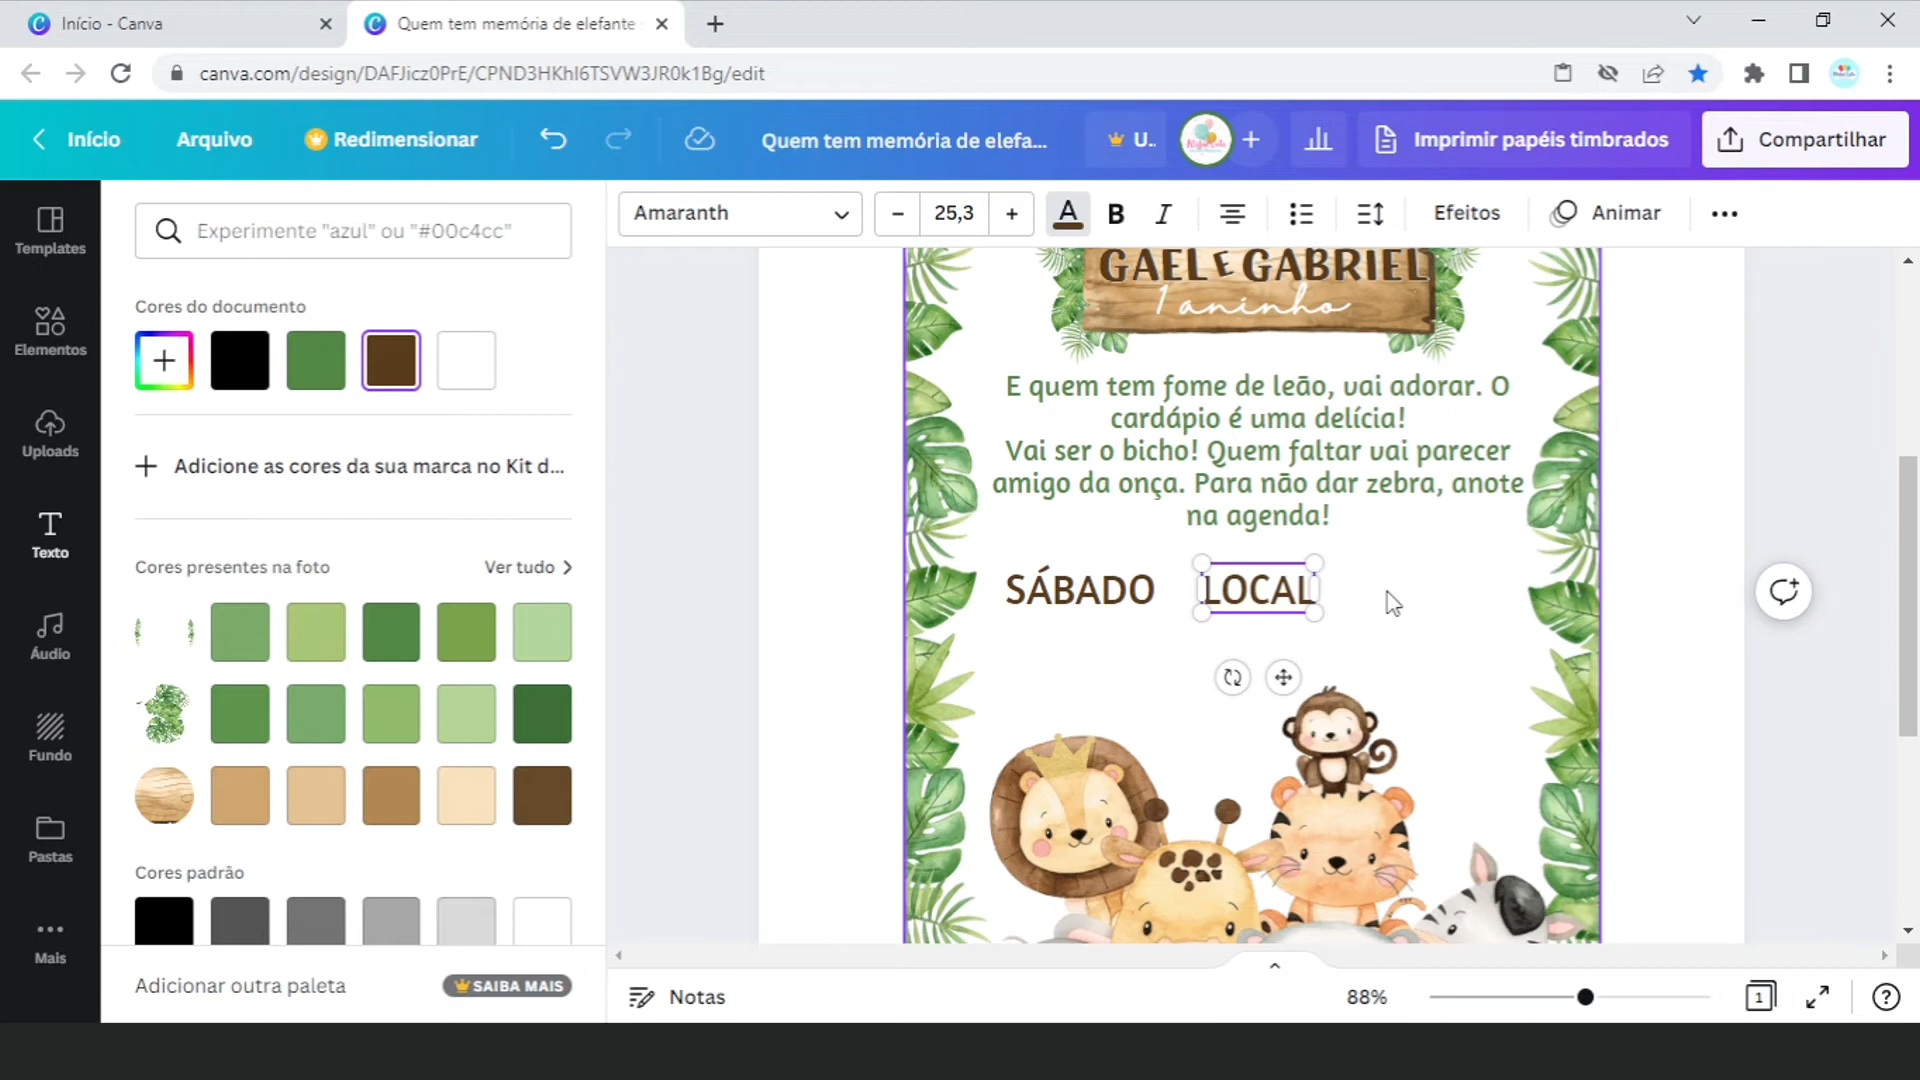 Início - Canva
Quem tem memória de elefante
canva.com/design/DAFJicz0PrE/CPND3HKhI6TSVW3JR0k1Bg/edit
Início
Arquivo
Redimensionar
Quem tem memória de elefa...
U..
Imprimir papéis timbrados
Compartilhar
Templates
Elementos
Uploads
Texto
Áudio
Fundo
Pastas
Mais
Experimente "azul" ou "#00c4cc"
Cores do documento
Adicione as cores da sua marca no Kit d...
Cores presentes na foto
Ver tudo
Cores padrão
Adicionar outra paleta
SAIBA MAIS
Amaranth
25,3
A
B
I
Efeitos
Animar
GAEL E GABRIEL
1 aninho
E quem tem fome de leão, vai adorar. O
cardápio é uma delícia!
Vai ser o bicho! Quem faltar vai parecer
amigo da onça. Para não dar zebra, anote
na agenda!
SÁBADO
LOCAL
Notas
88%
1